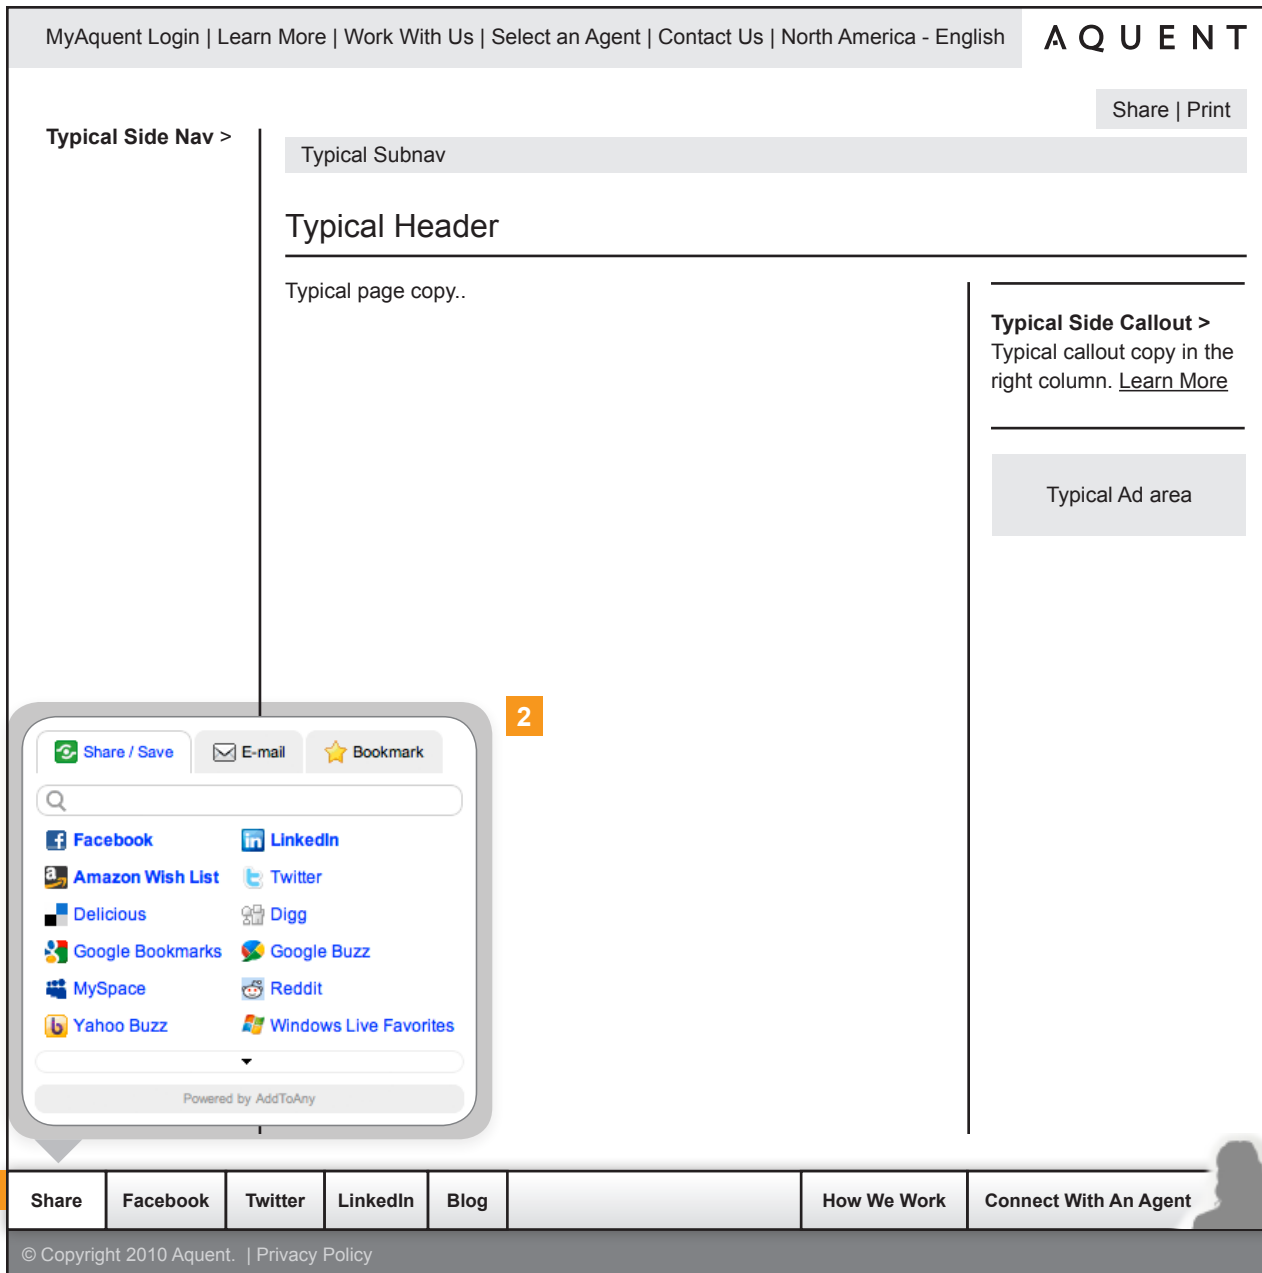 MyAquent Login | Learn More | Work With Us | Select an Agent | Contact Us | North America - English
AQUENT
Share | Print
Typical Side Nav >
Typical Subnav
Typical Header
Typical page copy..
Typical Side Callout >
Typical callout copy in the
right column. Learn More
Typical Ad area
2
Share / Save
E-mail
Bookmark
Facebook
LinkedIn
Amazon Wish List
Twitter
Delicious
Digg
Google Bookmarks
Google Buzz
MySpace
Reddit
Yahoo Buzz
Windows Live Favorites
Powered by AddToAny
Share
Facebook
Twitter
LinkedIn
Blog
How We Work
Connect With An Agent
© Copyright 2010 Aquent. | Privacy Policy